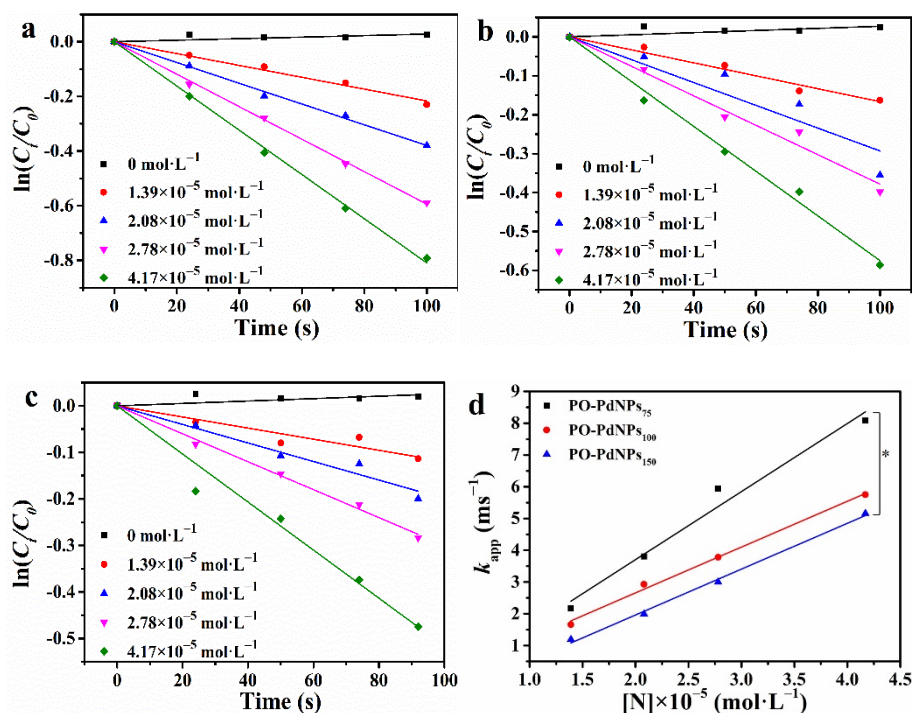 a
0.0
-0.2
-0.4
-0.6
-0.8
ln(Cₜ/C₀)
0 mol·L⁻¹
1.39×10⁻⁵ mol·L⁻¹
2.08×10⁻⁵ mol·L⁻¹
2.78×10⁻⁵ mol·L⁻¹
4.17×10⁻⁵ mol·L⁻¹
0 20 40 60 80 100
Time (s)
b
0.0
-0.1
-0.2
-0.3
-0.4
-0.5
-0.6
ln(Cₜ/C₀)
0 mol·L⁻¹
1.39×10⁻⁵ mol·L⁻¹
2.08×10⁻⁵ mol·L⁻¹
2.78×10⁻⁵ mol·L⁻¹
4.17×10⁻⁵ mol·L⁻¹
0 20 40 60 80 100
Time (s)
c
0.0
-0.1
-0.2
-0.3
-0.4
-0.5
ln(Cₜ/C₀)
0 mol·L⁻¹
1.39×10⁻⁵ mol·L⁻¹
2.08×10⁻⁵ mol·L⁻¹
2.78×10⁻⁵ mol·L⁻¹
4.17×10⁻⁵ mol·L⁻¹
0 20 40 60 80 100
Time (s)
d
9
8
7
6
5
4
3
2
1
k_app (ms⁻¹)
PO-PdNPs₇₅
PO-PdNPs₁₀₀
PO-PdNPs₁₅₀
*
1.0 1.5 2.0 2.5 3.0 3.5 4.0 4.5
[N]×10⁻⁵ (mol·L⁻¹)